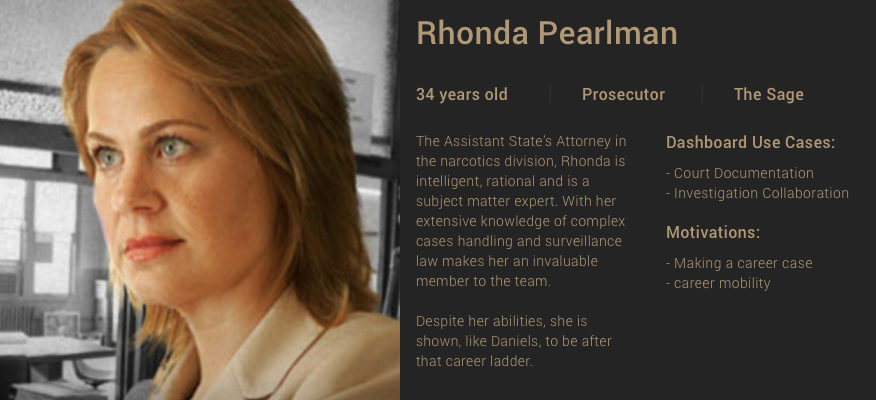 Rhonda Pearlman
34 years old
Prosecutor
The Sage
The Assistant State's Attorney in
the narcotics division, Rhonda is
intelligent, rational and is a
subject matter expert. With her
extensive knowledge of complex
cases handling and surveillance
law makes her an invaluable
member to the team.
Despite her abilities, she is
shown, like Daniels, to be after
that career ladder.
Dashboard Use Cases:
- Court Documentation
- Investigation Collaboration
Motivations:
- Making a career case
- career mobility